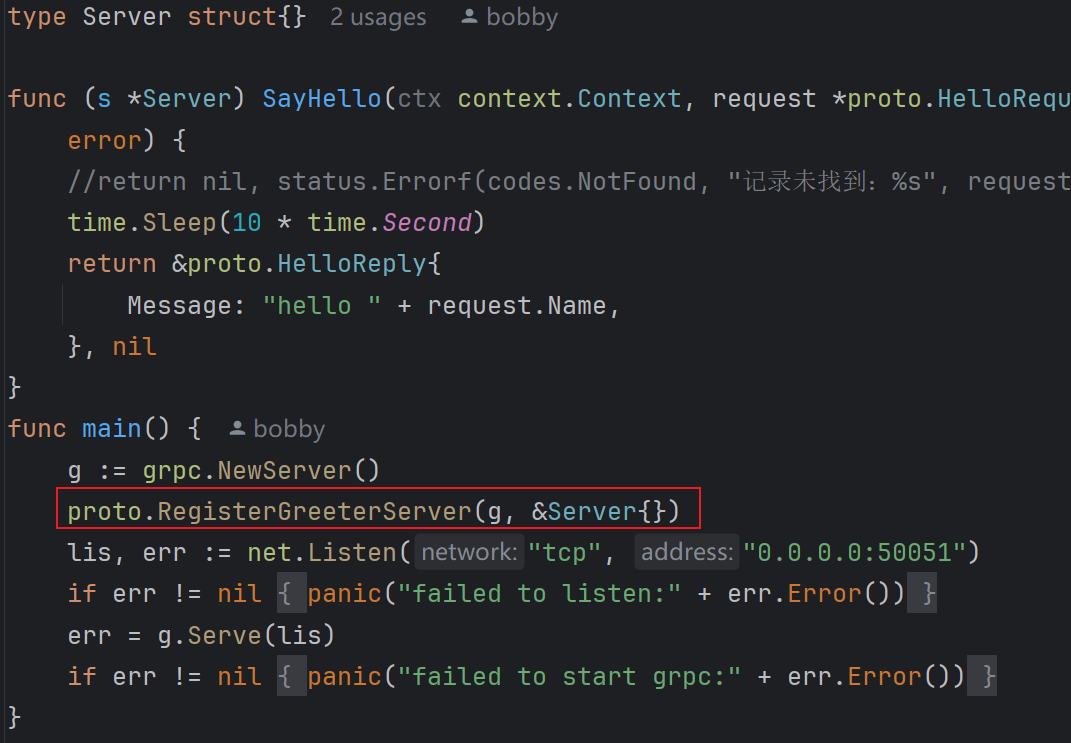 type Server struct{} 2 usages bobby
func (s *Server) SayHello(ctx context.Context, request *proto.HelloRequ
error) {
//return nil, status.Errorf(codes.NotFound, "记录未找到：%s", request
time.Sleep(10 * time.Second)
return &proto.HelloReply{
Message: "hello " + request.Name,
}, nil
}
func main() { bobby
g := grpc.NewServer()
proto.RegisterGreeterServer(g, &Server{})
lis, err := net.Listen( network: "tcp", address: "0.0.0.0:50051")
if err != nil { panic("failed to listen:" + err.Error()) }
err = g.Serve(lis)
if err != nil { panic("failed to start grpc:" + err.Error()) }
}